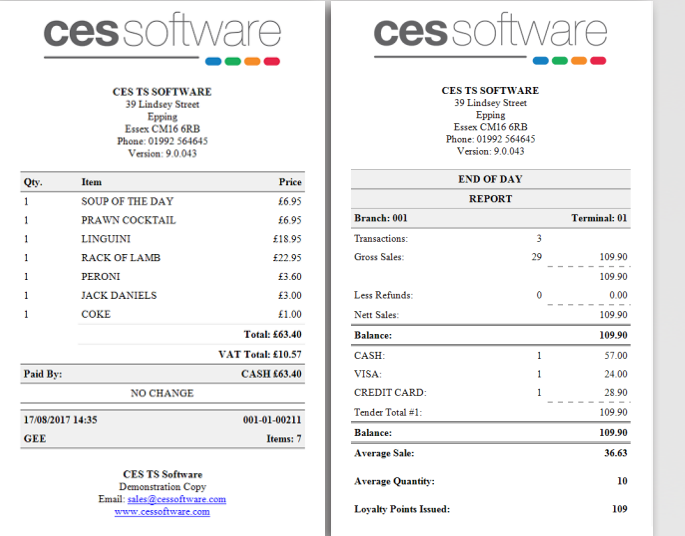 cessoftware
CES TS SOFTWARE
39 Lindsey Street
Epping
Essex CM16 6RB
Phone: 01992 564645
Version: 9.0.043
Qty. Item Price
1 SOUP OF THE DAY £6.95
1 PRAWN COCKTAIL £6.95
1 LINGUINI £18.95
1 RACK OF LAMB £22.95
1 PERONI £3.60
1 JACK DANIELS £3.00
1 COKE £1.00
Total: £63.40
VAT Total: £10.57
Paid By: CASH £63.40
NO CHANGE
17/08/2017 14:35 001-01-00211
GEE Items: 7
CES TS Software
Demonstration Copy
Email: sales@cessoftware.com
www.cessoftware.com
cessoftware
CES TS SOFTWARE
39 Lindsey Street
Epping
Essex CM16 6RB
Phone: 01992 564645
Version: 9.0.043
END OF DAY
REPORT
Branch: 001 Terminal: 01
Transactions: 3
Gross Sales: 29 109.90
109.90
Less Refunds: 0 0.00
Nett Sales: 109.90
Balance: 109.90
CASH: 1 57.00
VISA: 1 24.00
CREDIT CARD: 1 28.90
Tender Total #1: 109.90
Balance: 109.90
Average Sale: 36.63
Average Quantity: 10
Loyalty Points Issued: 109